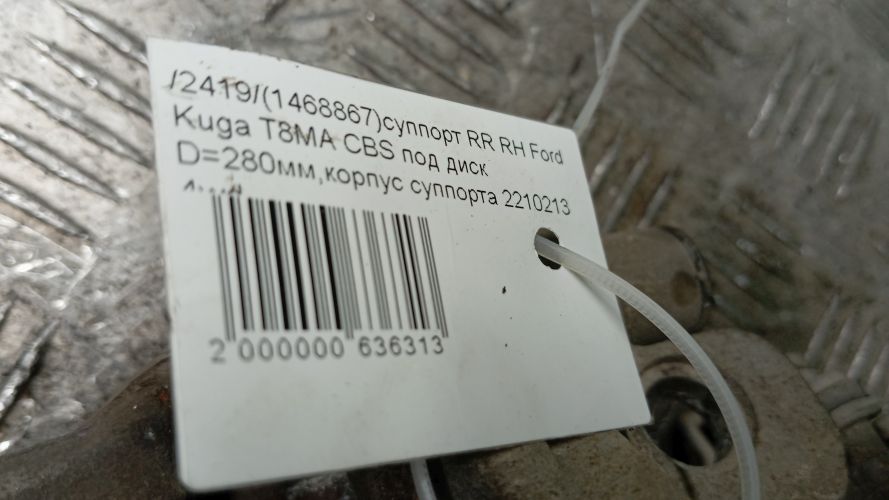 /2419/(1468867)суппорт RR RH Ford
Kuga T8MA CBS под диск
D=280мм,корпус суппорта 2210213
2 000000 636313